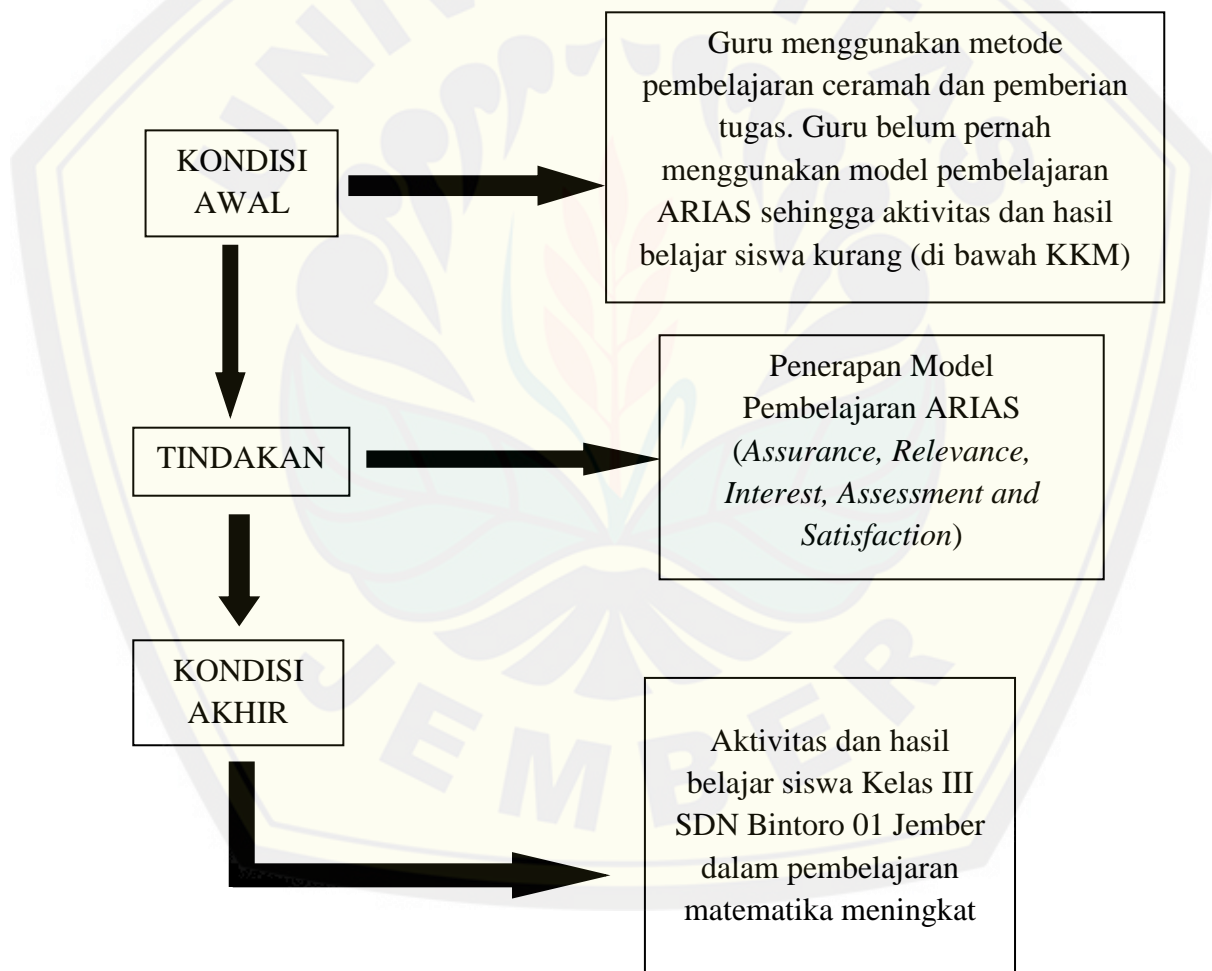 KONDISI
AWAL
Guru menggunakan metode
pembelajaran ceramah dan pemberian
tugas. Guru belum pernah
menggunakan model pembelajaran
ARIAS sehingga aktivitas dan hasil
belajar siswa kurang (di bawah KKM)
TINDAKAN
Penerapan Model
Pembelajaran ARIAS
(Assurance, Relevance,
Interest, Assessment and
Satisfaction)
KONDISI
AKHIR
Aktivitas dan hasil
belajar siswa Kelas III
SDN Bintoro 01 Jember
dalam pembelajaran
matematika meningkat
JEMBER